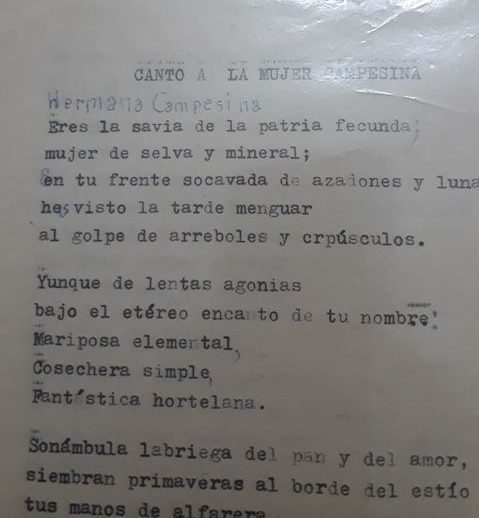 CANTO A LA MUJER CAMPESINA
Hermana Campesina
Eres la savia de la patria fecunda;
mujer de selva y mineral;
en tu frente socavada de azadones y luna
hes visto la tarde menguar
al golpe de arreboles y crpúsculos.
Yunque de lentas agonias
bajo el etéreo encanto de tu nombre!
Mariposa elemental,
Cosechera simple,
Fantástica hortelana.
Sonámbula labriega del pan y del amor,
siembran primaveras al borde del estío
tus manos de alfarera